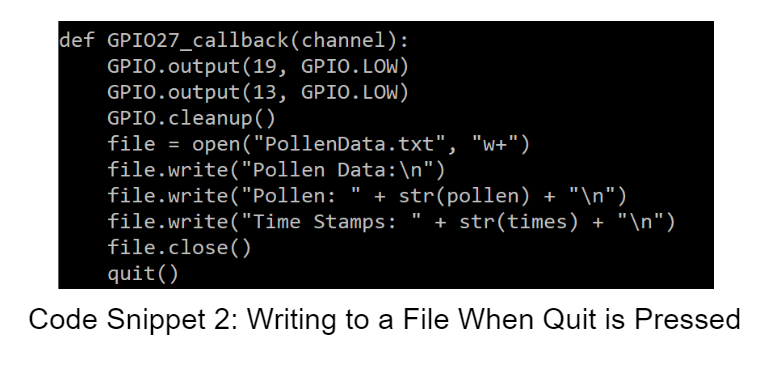 def GPIO27_callback(channel):
    GPIO.output(19, GPIO.LOW)
    GPIO.output(13, GPIO.LOW)
    GPIO.cleanup()
    file = open("PollenData.txt", "w+")
    file.write("Pollen Data:\n")
    file.write("Pollen: " + str(pollen) + "\n")
    file.write("Time Stamps: " + str(times) + "\n")
    file.close()
    quit()
Code Snippet 2: Writing to a File When Quit is Pressed